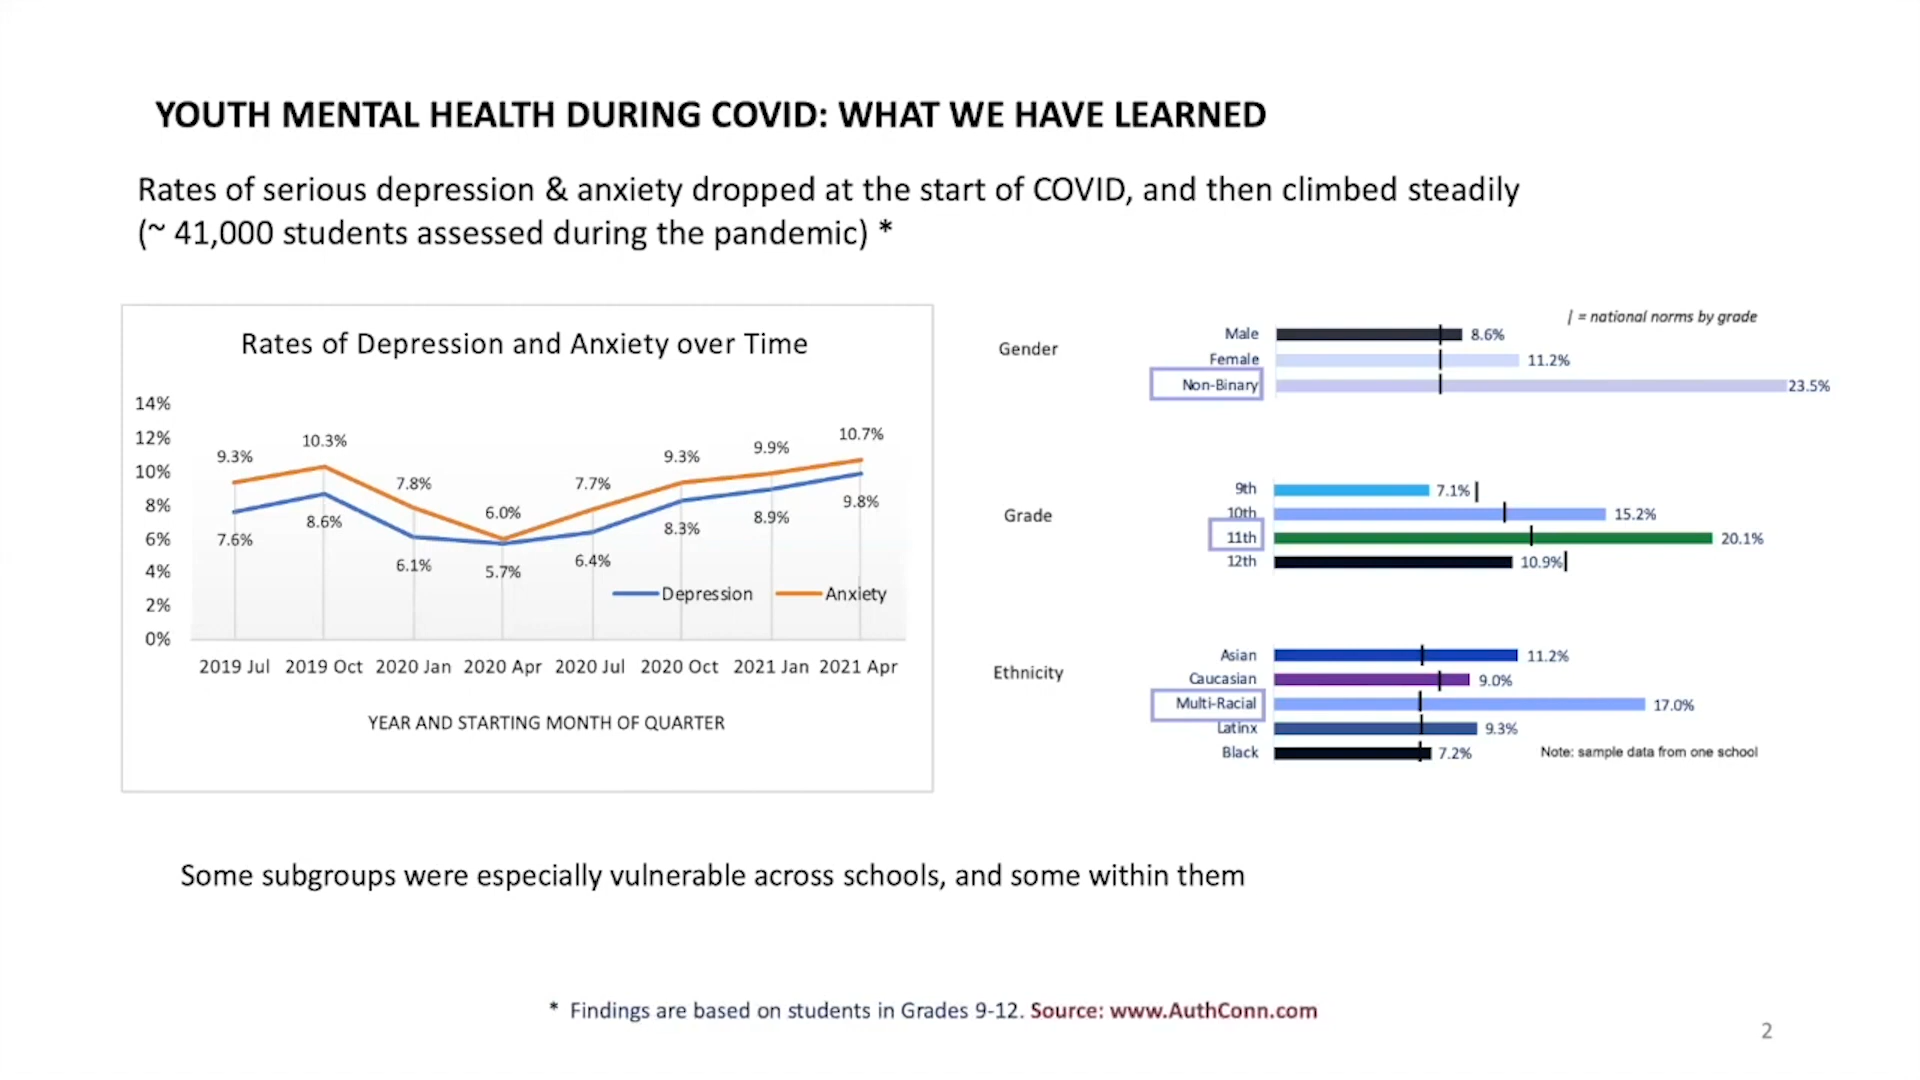 YOUTH MENTAL HEALTH DURING COVID: WHAT WE HAVE LEARNED
Rates of serious depression & anxiety dropped at the start of COVID, and then climbed steadily
(~ 41,000 students assessed during the pandemic) *
Rates of Depression and Anxiety over Time
14%
12%
10%
8%
6%
4%
2%
0%
9.3%
10.3%
7.8%
6.0%
7.7%
9.3%
9.9%
10.7%
7.6%
8.6%
6.1%
5.7%
6.4%
8.3%
8.9%
9.8%
Depression Anxiety
2019 Jul 2019 Oct 2020 Jan 2020 Apr 2020 Jul 2020 Oct 2021 Jan 2021 Apr
YEAR AND STARTING MONTH OF QUARTER
| = national norms by grade
Gender
Male 8.6%
Female 11.2%
Non-Binary 23.5%
Grade
9th 7.1%
10th 15.2%
11th 20.1%
12th 10.9%
Ethnicity
Asian 11.2%
Caucasian 9.0%
Multi-Racial 17.0%
Latinx 9.3%
Black 7.2%
Note: sample data from one school
Some subgroups were especially vulnerable across schools, and some within them
* Findings are based on students in Grades 9-12. Source: www.AuthConn.com
2